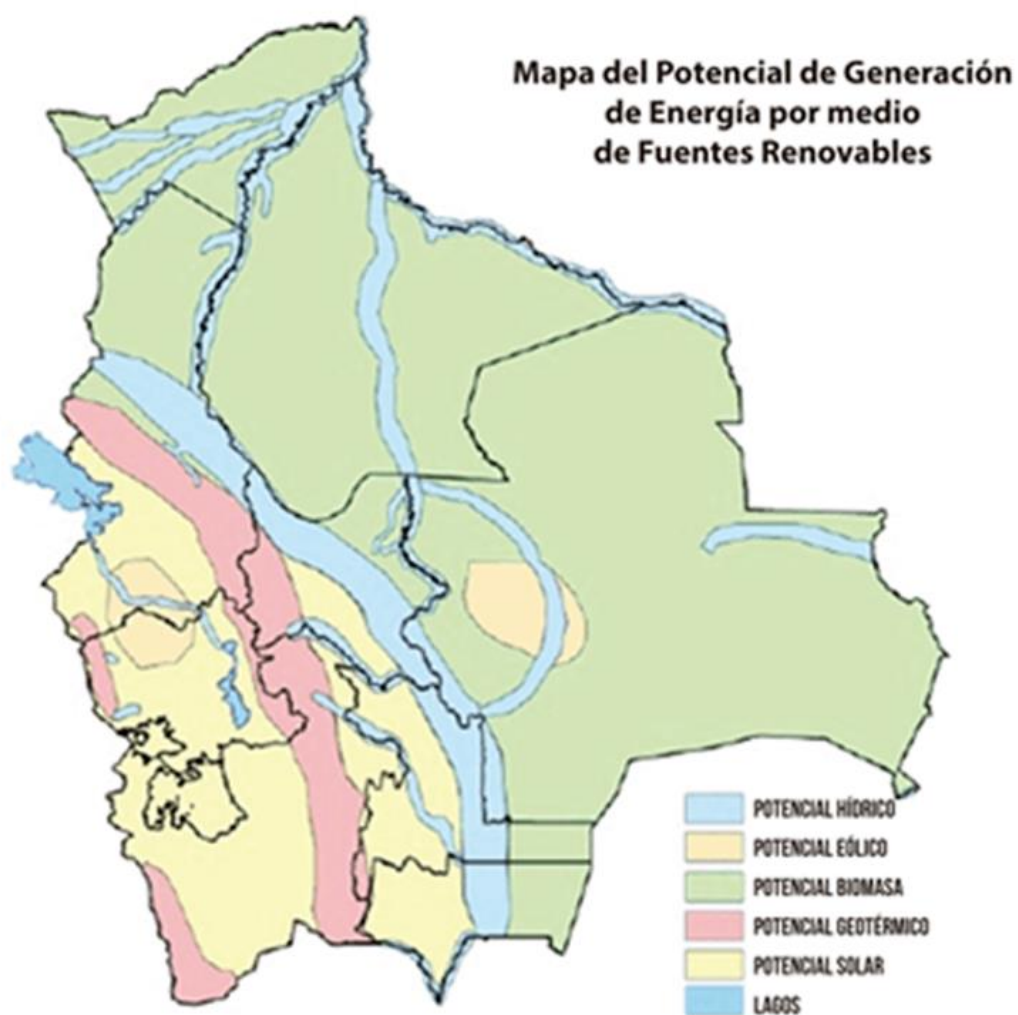 Mapa del Potencial de Generación
de Energía por medio
de Fuentes Renovables
POTENCIAL HÍDRICO
POTENCIAL EÓLICO
POTENCIAL BIOMASA
POTENCIAL GEOTÉRMICO
POTENCIAL SOLAR
LAGOS